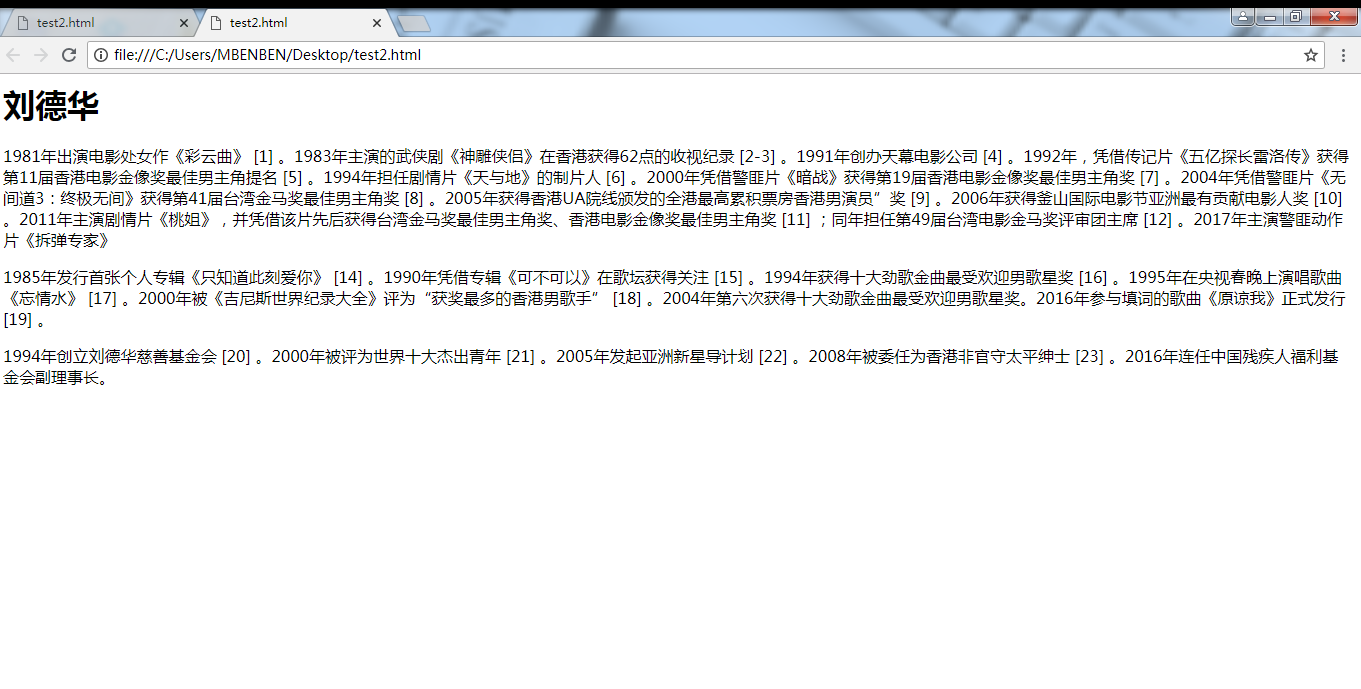 test2.html
test2.html
file:///C:/Users/MBENBEN/Desktop/test2.html
刘德华
1981年出演电影处女作《彩云曲》 [1] 。1983年主演的武侠剧《神雕侠侣》在香港获得62点的收视纪录 [2-3] 。1991年创办天幕电影公司 [4] 。1992年，凭借传记片《五亿探长雷洛传》获得
第11届香港电影金像奖最佳男主角提名 [5] 。1994年担任剧情片《天与地》的制片人 [6] 。2000年凭借警匪片《暗战》获得第19届香港电影金像奖最佳男主角奖 [7] 。2004年凭借警匪片《无
间道3：终极无间》获得第41届台湾金马奖最佳男主角奖 [8] 。2005年获得香港UA院线颁发的全港最高累积票房香港男演员”奖 [9] 。2006年获得釜山国际电影节亚洲最有贡献电影人奖 [10]
。2011年主演剧情片《桃姐》，并凭借该片先后获得台湾金马奖最佳男主角奖、香港电影金像奖最佳男主角奖 [11] ；同年担任第49届台湾电影金马奖评审团主席 [12] 。2017年主演警匪动作
片《拆弹专家》
1985年发行首张个人专辑《只知道此刻爱你》 [14] 。1990年凭借专辑《可不可以》在歌坛获得关注 [15] 。1994年获得十大劲歌金曲最受欢迎男歌星奖 [16] 。1995年在央视春晚上演唱歌曲
《忘情水》 [17] 。2000年被《吉尼斯世界纪录大全》评为“获奖最多的香港男歌手” [18] 。2004年第六次获得十大劲歌金曲最受欢迎男歌星奖。2016年参与填词的歌曲《原谅我》正式发行
[19] 。
1994年创立刘德华慈善基金会 [20] 。2000年被评为世界十大杰出青年 [21] 。2005年发起亚洲新星导计划 [22] 。2008年被委任为香港非官守太平绅士 [23] 。2016年连任中国残疾人福利基
金会副理事长。